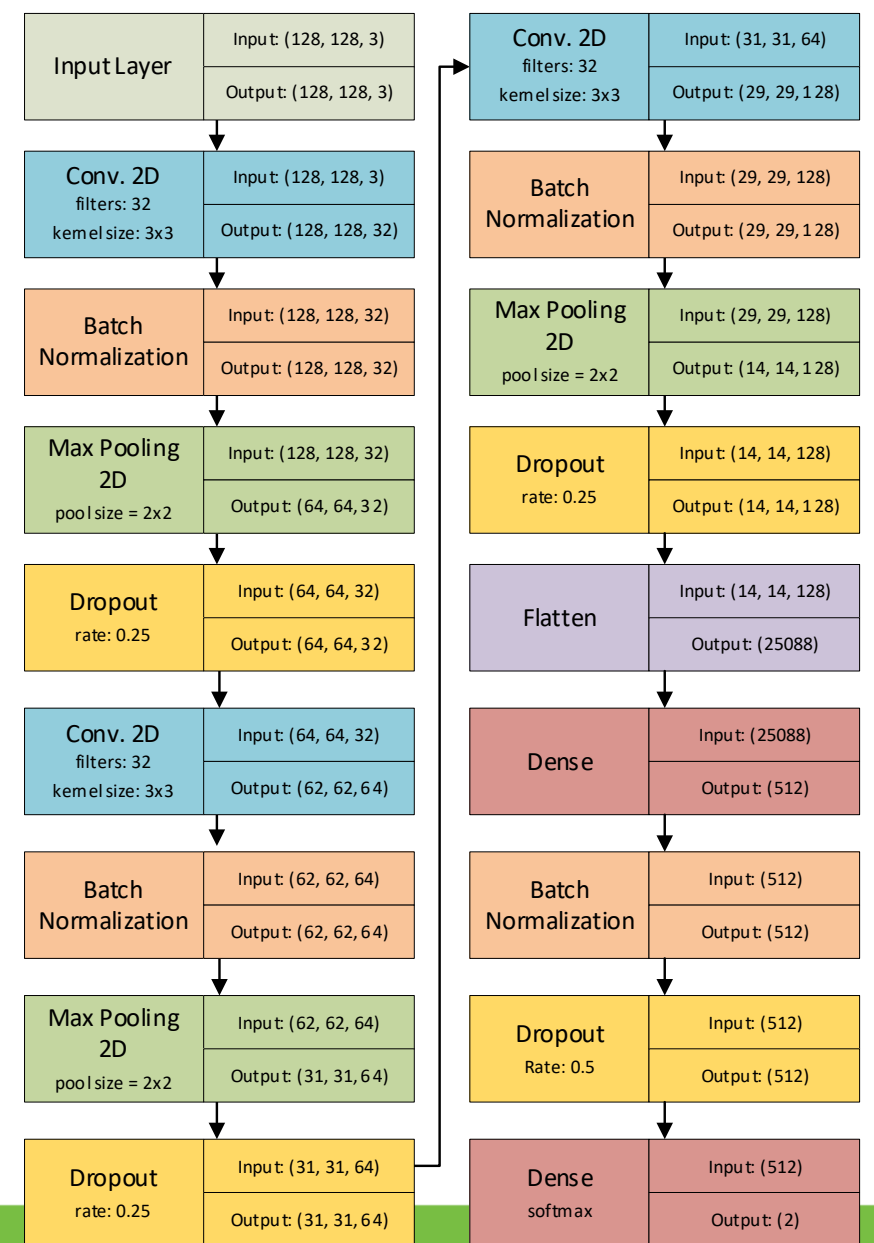 Input Layer
Input: (128, 128, 3)
Output: (128, 128, 3)
Conv. 2D
filters: 32
kernel size: 3x3
Input: (128, 128, 3)
Output: (128, 128, 32)
Batch
Normalization
Input: (128, 128, 32)
Output: (128, 128, 32)
Max Pooling
2D
pool size = 2x2
Input: (128, 128, 32)
Output: (64, 64, 32)
Dropout
rate: 0.25
Input: (64, 64, 32)
Output: (64, 64, 32)
Conv. 2D
filters: 32
kernel size: 3x3
Input: (64, 64, 32)
Output: (62, 62, 64)
Batch
Normalization
Input: (62, 62, 64)
Output: (62, 62, 64)
Max Pooling
2D
pool size = 2x2
Input: (62, 62, 64)
Output: (31, 31, 64)
Dropout
rate: 0.25
Input: (31, 31, 64)
Output: (31, 31, 64)
Conv. 2D
filters: 32
kernel size: 3x3
Input: (31, 31, 64)
Output: (29, 29, 128)
Batch
Normalization
Input: (29, 29, 128)
Output: (29, 29, 128)
Max Pooling
2D
pool size = 2x2
Input: (29, 29, 128)
Output: (14, 14, 128)
Dropout
rate: 0.25
Input: (14, 14, 128)
Output: (14, 14, 128)
Flatten
Input: (14, 14, 128)
Output: (25088)
Dense
Input: (25088)
Output: (512)
Batch
Normalization
Input: (512)
Output: (512)
Dropout
Rate: 0.5
Input: (512)
Output: (512)
Dense
softmax
Input: (512)
Output: (2)